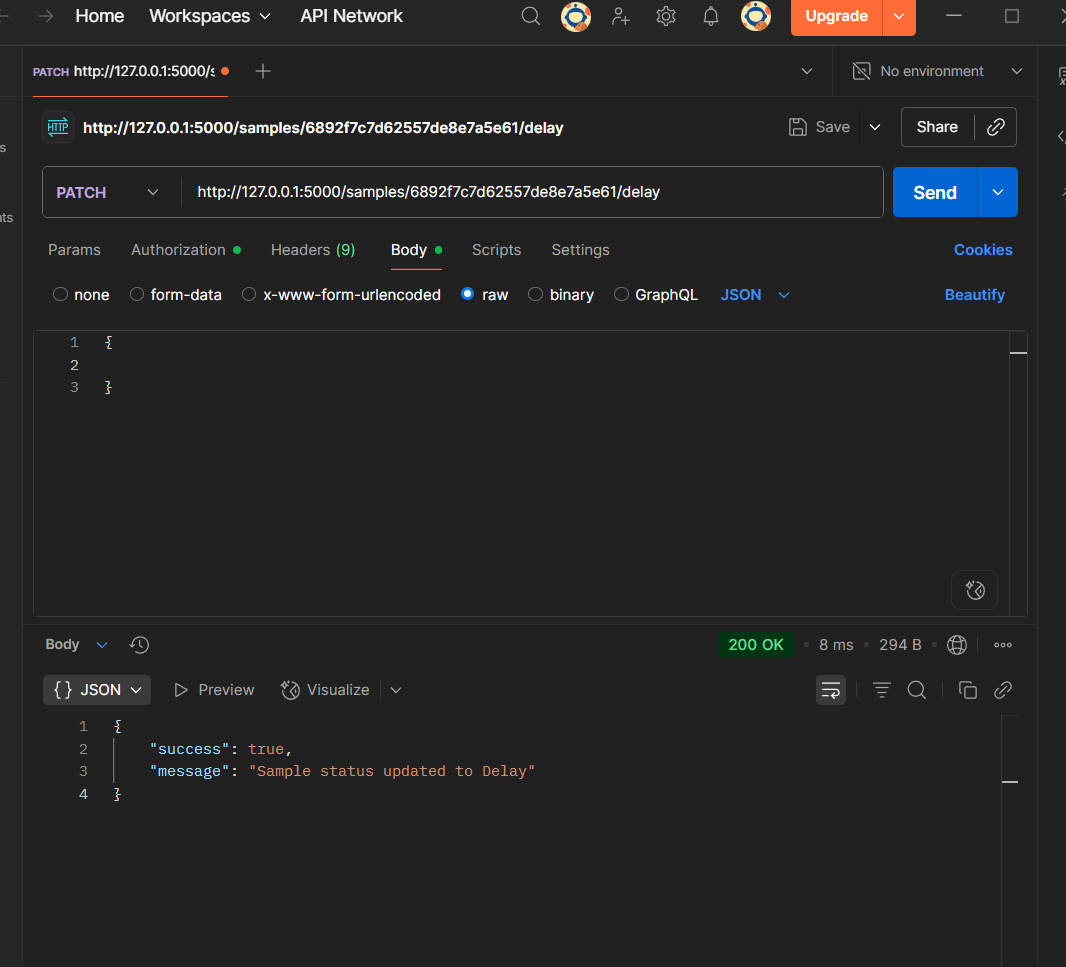 Home Workspaces API Network Upgrade
PATCH http://127.0.0.1:5000/s No environment
HTTP http://127.0.0.1:5000/samples/6892f7c7d62557de8e7a5e61/delay Save Share
PATCH http://127.0.0.1:5000/samples/6892f7c7d62557de8e7a5e61/delay Send
Params Authorization Headers (9) Body Scripts Settings Cookies
none form-data x-www-form-urlencoded raw binary GraphQL JSON Beautify
1 {
2
3 }
Body 200 OK 8 ms 294 B
{} JSON Preview Visualize
1 {
2 "success": true,
3 "message": "Sample status updated to Delay"
4 }